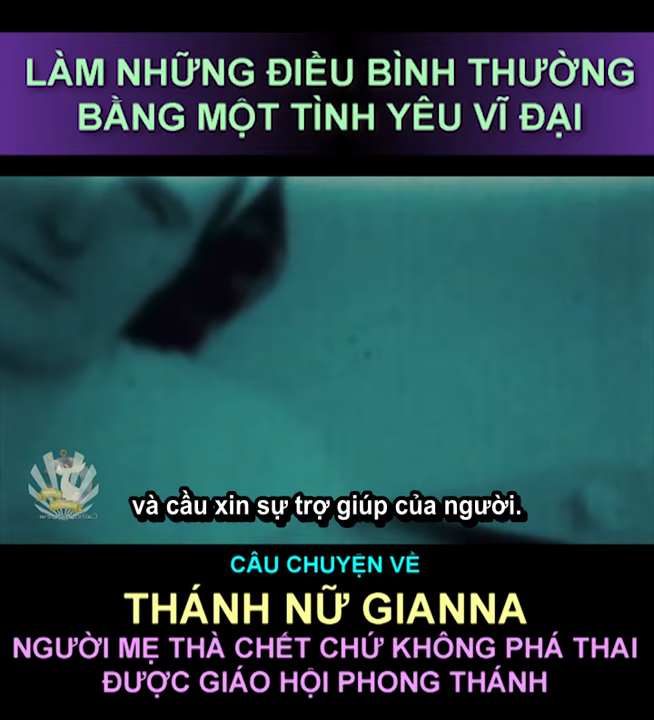 LÀM NHỮNG ĐIỀU BÌNH THƯỜNG
BẰNG MỘT TÌNH YÊU VĨ ĐẠI
và cầu xin sự trợ giúp của người.
CÂU CHUYỆN VỀ
THÁNH NỮ GIANNA
NGƯỜI MẸ THÀ CHẾT CHỨ KHÔNG PHÁ THAI
ĐƯỢC GIÁO HỘI PHONG THÁNH